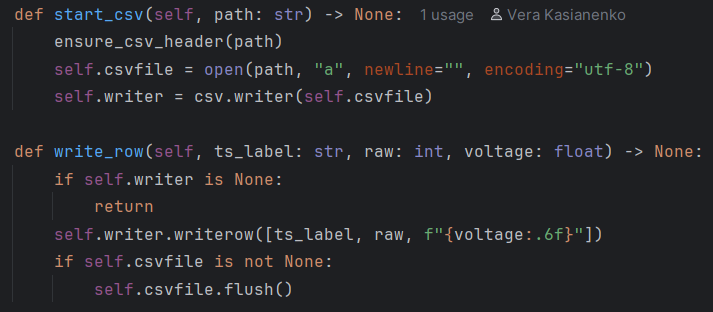 def start_csv(self, path: str) -> None:  1 usage  Vera Kasianenko
    ensure_csv_header(path)
    self.csvfile = open(path, "a", newline="", encoding="utf-8")
    self.writer = csv.writer(self.csvfile)

def write_row(self, ts_label: str, raw: int, voltage: float) -> None:
    if self.writer is None:
        return
    self.writer.writerow([ts_label, raw, f"{voltage:.6f}"])
    if self.csvfile is not None:
        self.csvfile.flush()